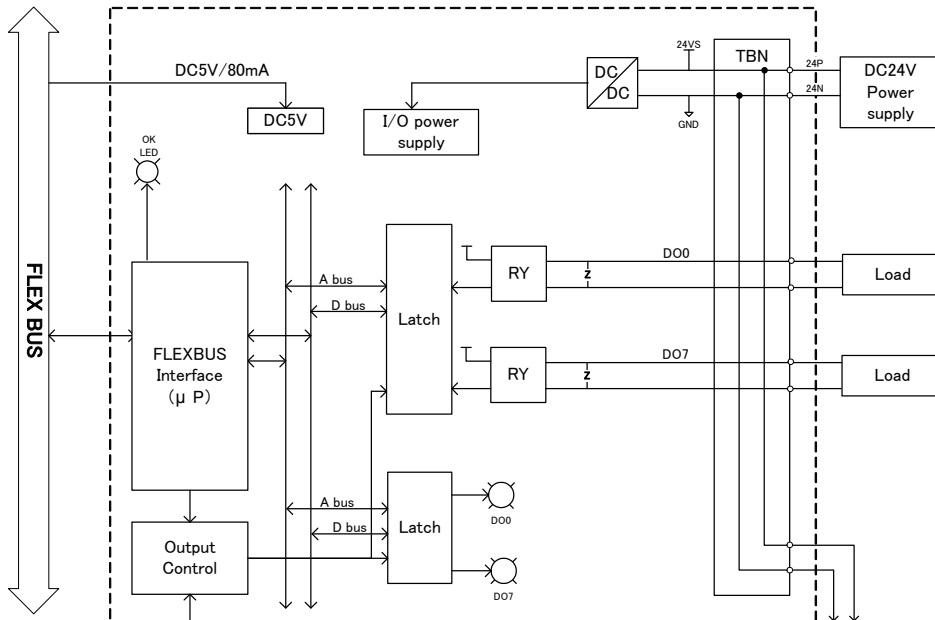 DC5V/80mA
DC5V
OK
LED
I/O power
supply
DC
DC
24VS
GND
TBN
24P
24N
DC24V
Power
supply
FLEX BUS
FLEXBUS
Interface
(μ P)
A bus
D bus
Latch
RY
Z
DO0
Load
RY
Z
DO7
Load
A bus
D bus
Latch
DO0
DO7
Output
Control